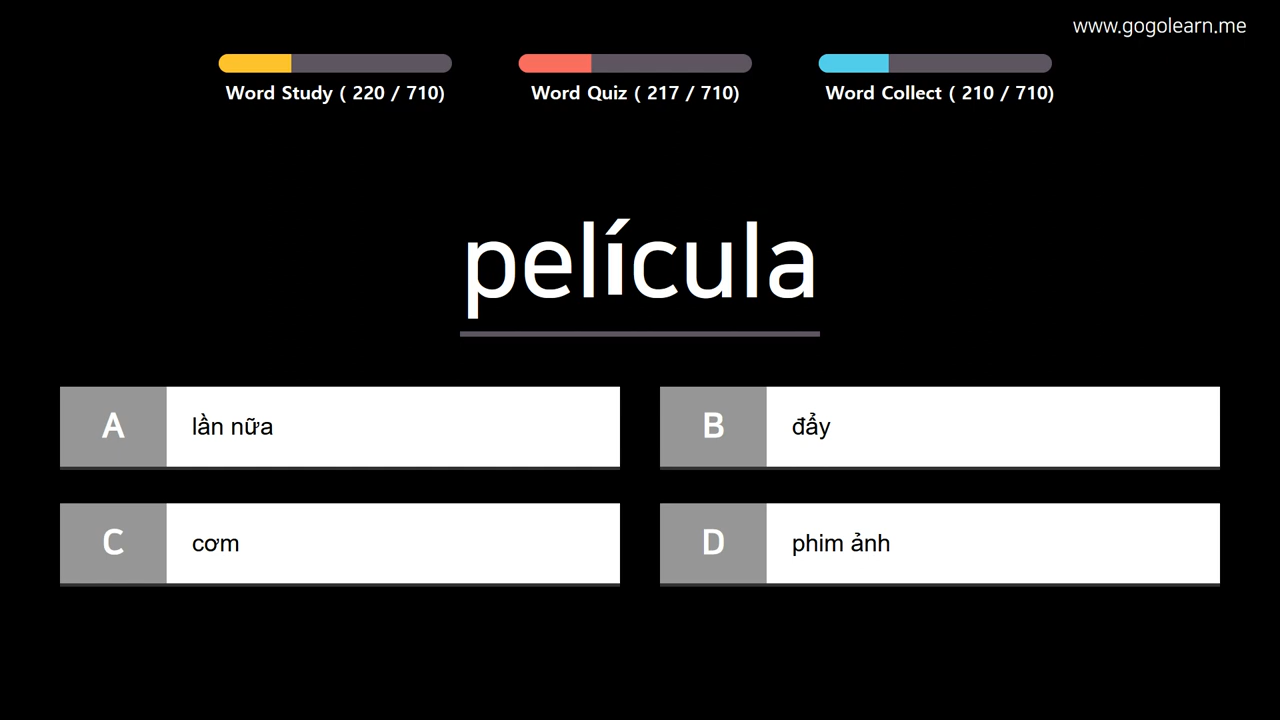 www.gogolearn.me
Word Study ( 220 / 710)
Word Quiz ( 217 / 710)
Word Collect ( 210 / 710)
película
A
lần nữa
B
đẩy
C
cơm
D
phim ảnh